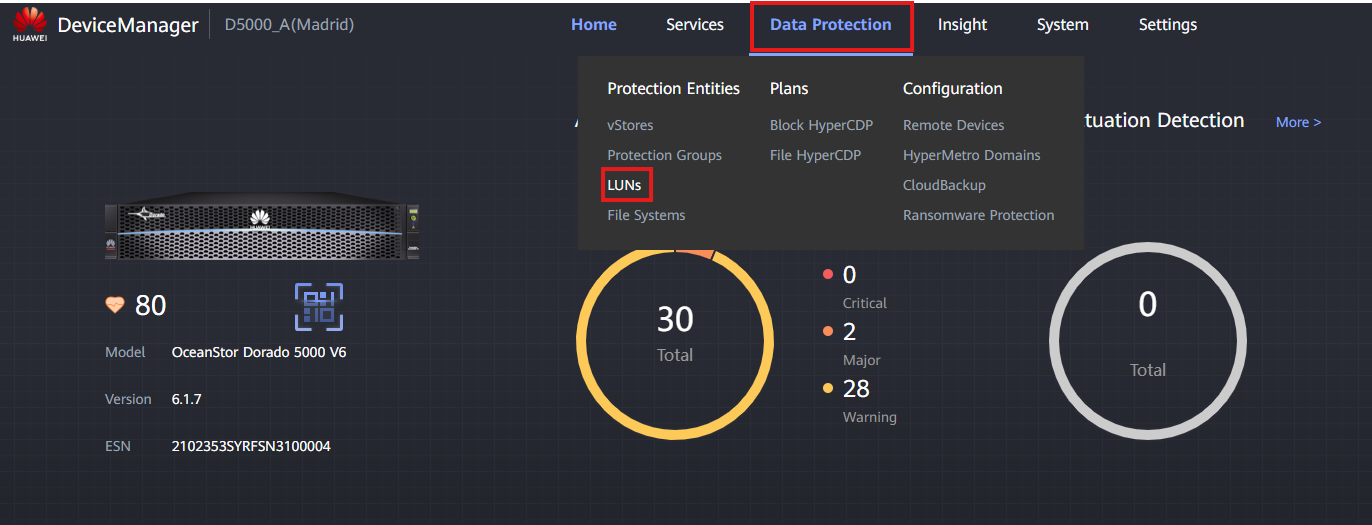 HUAWEI
DeviceManager D5000_A(Madrid)
Home Services Data Protection Insight System Settings
Protection Entities Plans Configuration
vStores Block HyperCDP Remote Devices
Protection Groups File HyperCDP HyperMetro Domains
LUNs CloudBackup
File Systems Ransomware Protection
tuation Detection More >
HUAWEI
80
Model OceanStor Dorado 5000 V6
Version 6.1.7
ESN 2102353SYRFSN3100004
30
Total
0
Critical
2
Major
28
Warning
0
Total